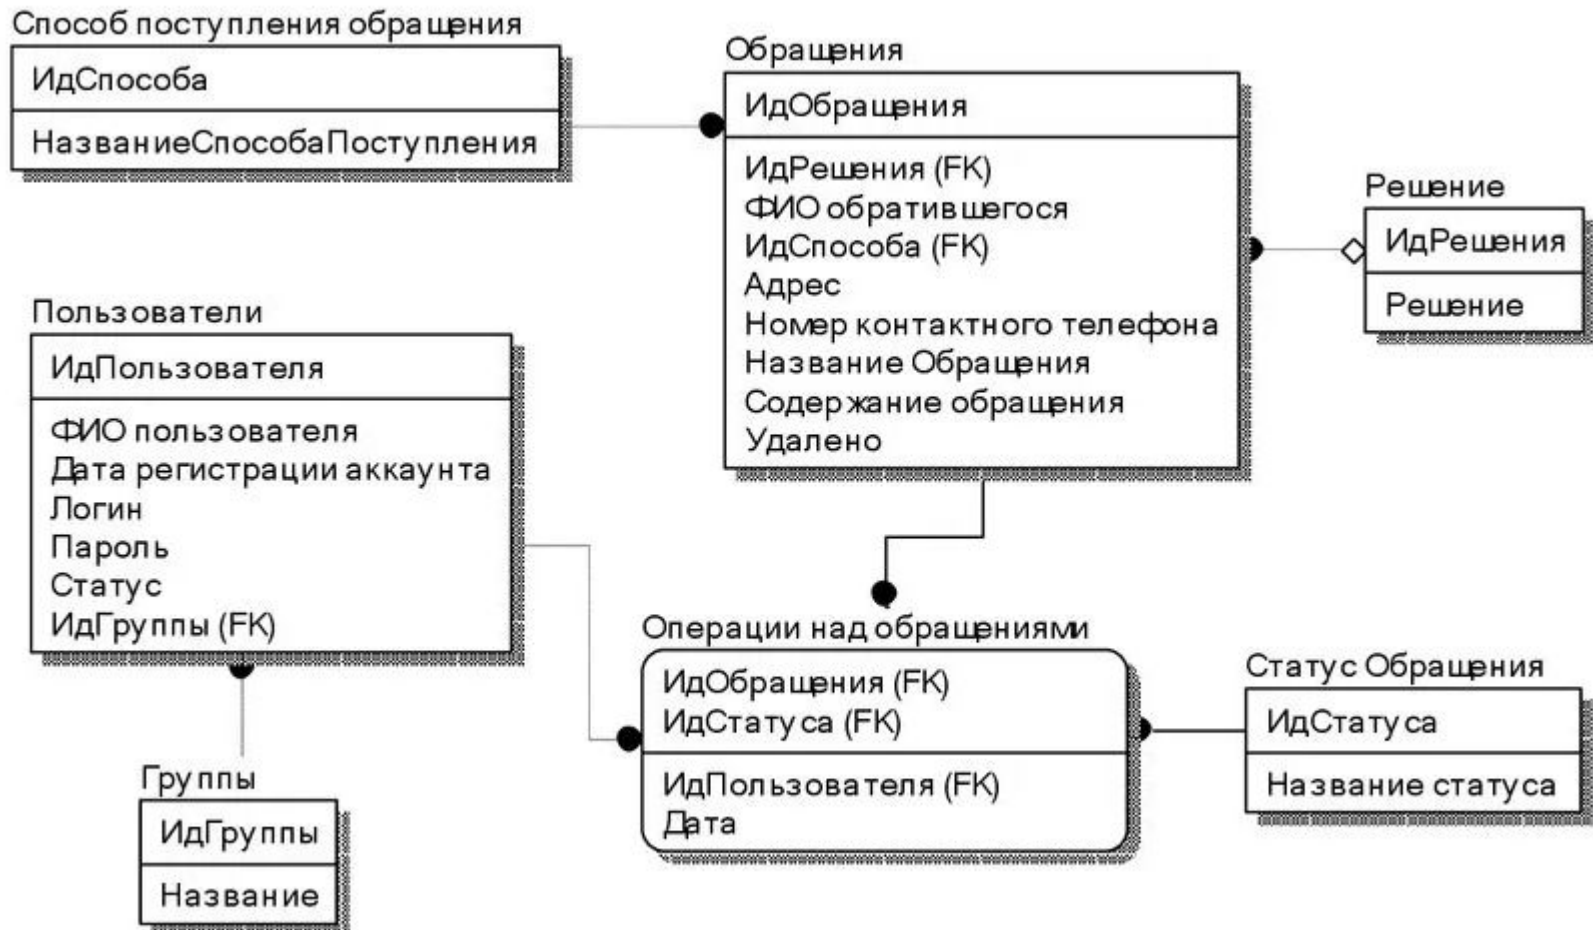 Способ поступления обращения
ИдСпособа
НазваниеСпособаПоступления
Обращения
ИдОбращения
ИдРешения (FK)
ФИО обратившегося
ИдСпособа (FK)
Адрес
Номер контактного телефона
Название Обращения
Содержание обращения
Удалено
Решение
ИдРешения
Решение
Пользователи
ИдПользователя
ФИО пользователя
Дата регистрации аккаунта
Логин
Пароль
Статус
ИдГруппы (FK)
Операции над обращениями
ИдОбращения (FK)
ИдСтатуса (FK)
ИдПользователя (FK)
Дата
Статус Обращения
ИдСтатуса
Название статуса
Группы
ИдГруппы
Название